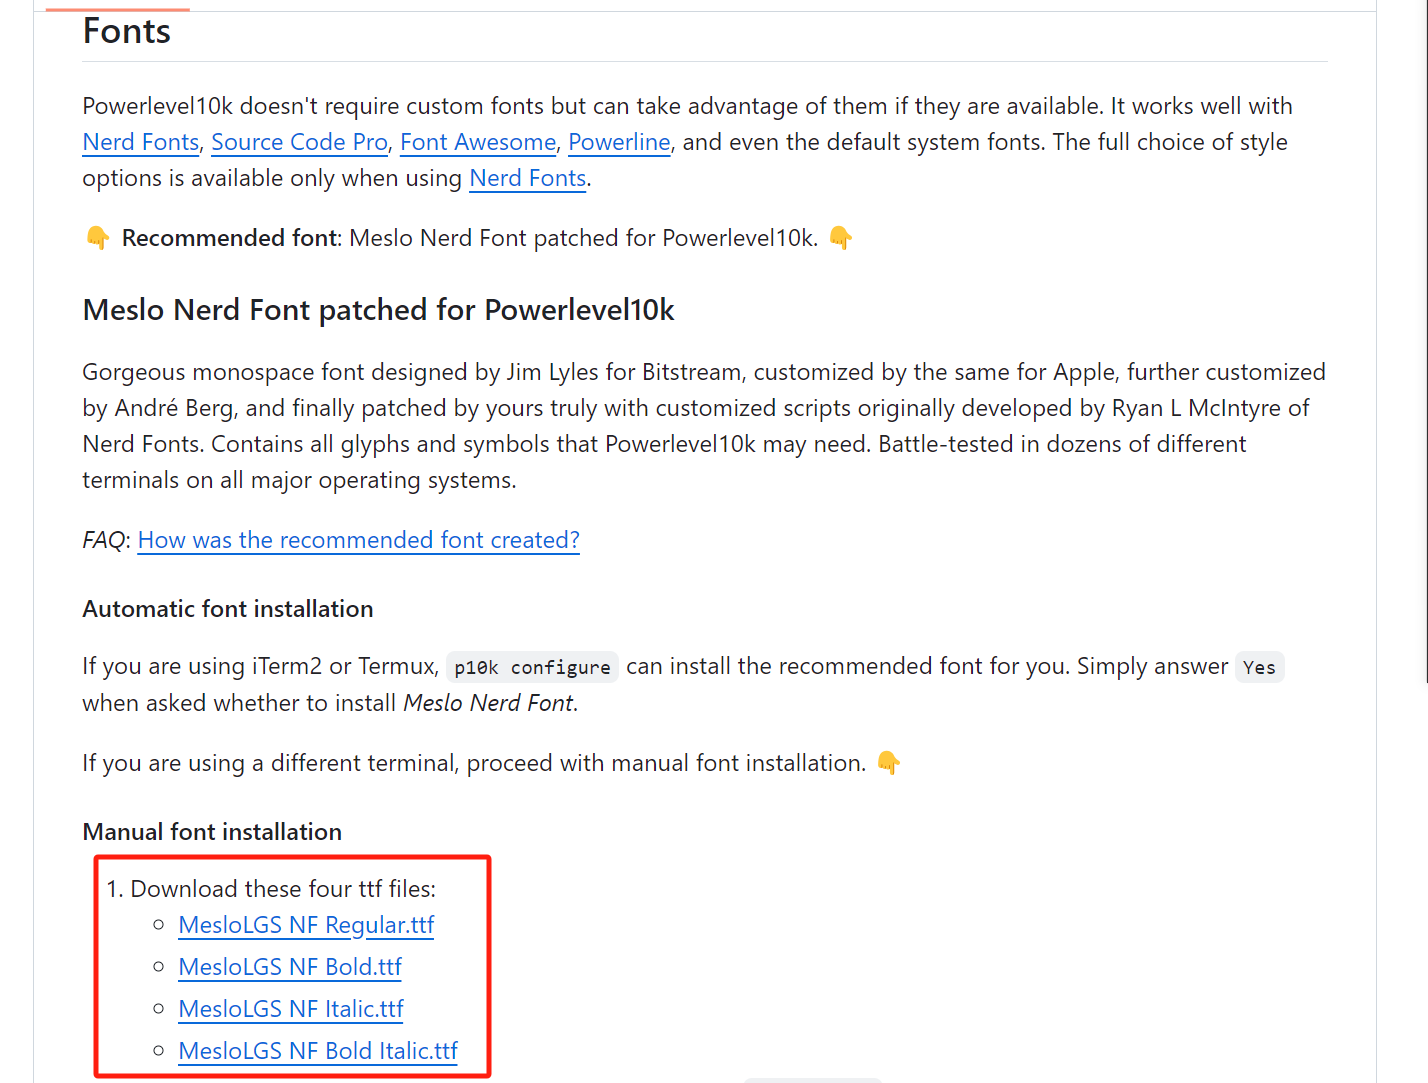 Fonts
Powerlevel10k doesn't require custom fonts but can take advantage of them if they are available. It works well with
Nerd Fonts, Source Code Pro, Font Awesome, Powerline, and even the default system fonts. The full choice of style
options is available only when using Nerd Fonts.
👇 Recommended font: Meslo Nerd Font patched for Powerlevel10k. 👇
Meslo Nerd Font patched for Powerlevel10k
Gorgeous monospace font designed by Jim Lyles for Bitstream, customized by the same for Apple, further customized
by André Berg, and finally patched by yours truly with customized scripts originally developed by Ryan L McIntyre of
Nerd Fonts. Contains all glyphs and symbols that Powerlevel10k may need. Battle-tested in dozens of different
terminals on all major operating systems.
FAQ: How was the recommended font created?
Automatic font installation
If you are using iTerm2 or Termux, p10k configure can install the recommended font for you. Simply answer Yes
when asked whether to install Meslo Nerd Font.
If you are using a different terminal, proceed with manual font installation. 👇
Manual font installation
1. Download these four ttf files:
○ MesloLGS NF Regular.ttf
○ MesloLGS NF Bold.ttf
○ MesloLGS NF Italic.ttf
○ MesloLGS NF Bold Italic.ttf